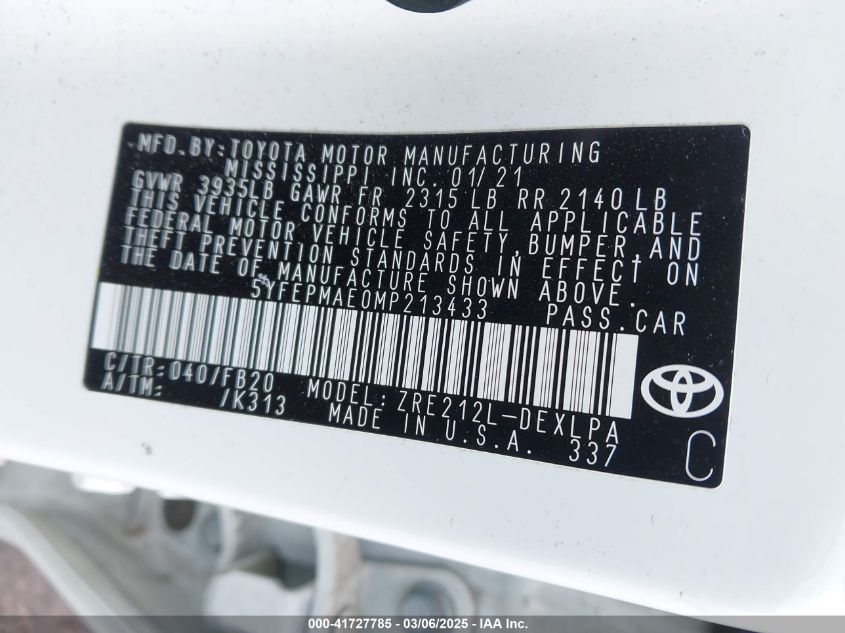 MFD. BY: TOYOTA MOTOR MANUFACTURING
MISSISSIPPI INC. 01/21
GVWR 3935LB GAWR FR 2315 LB RR 2140 LB
THIS VEHICLE CONFORMS TO ALL APPLICABLE
FEDERAL MOTOR VEHICLE SAFETY, BUMPER, AND
THEFT PREVENTION STANDARDS IN EFFECT ON
THE DATE OF MANUFACTURE SHOWN ABOVE.
5YFEPMAE0MP213433 PASS. CAR
C/TR: 040/FB20 MODEL: ZRE212L-DEXLPA
A/TM: /K313 MADE IN U.S.A. 337
C
000-41727785 - 03/06/2025 - IAA Inc.